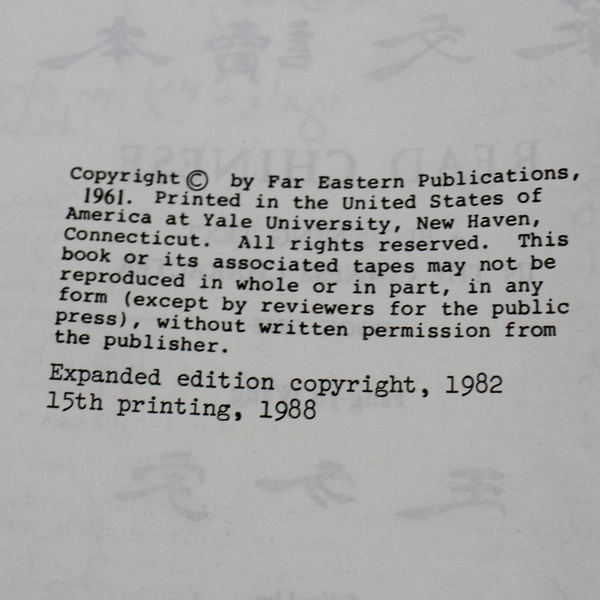 Copyright © by Far Eastern Publications,
1961. Printed in the United States of
America at Yale University, New Haven,
Connecticut. All rights reserved. This
book or its associated tapes may not be
reproduced in whole or in part, in any
form (except by reviewers for the public
press), without written permission from
the publisher.
Expanded edition copyright, 1982
15th printing, 1988